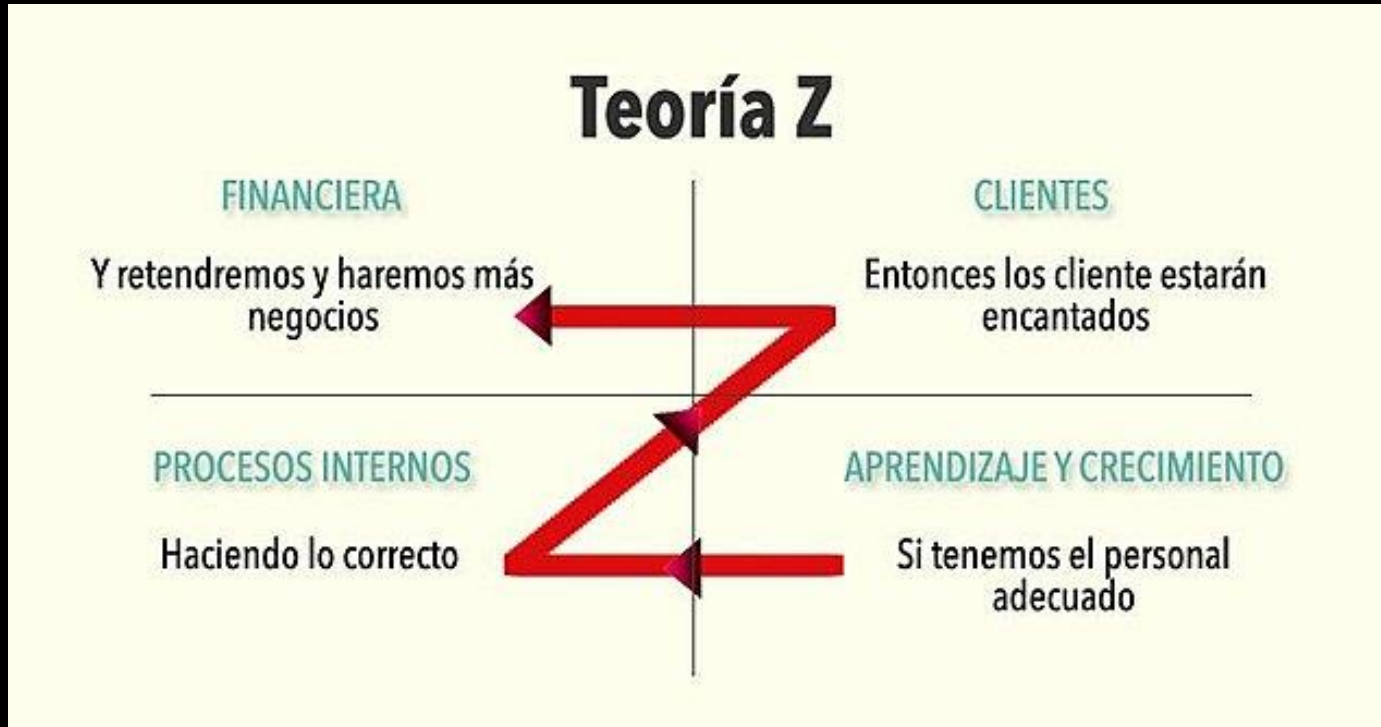 Teoría Z
FINANCIERA
Y retendremos y haremos más
negocios
CLIENTES
Entonces los cliente estarán
encantados
PROCESOS INTERNOS
Haciendo lo correcto
APRENDIZAJE Y CRECIMIENTO
Si tenemos el personal
adecuado